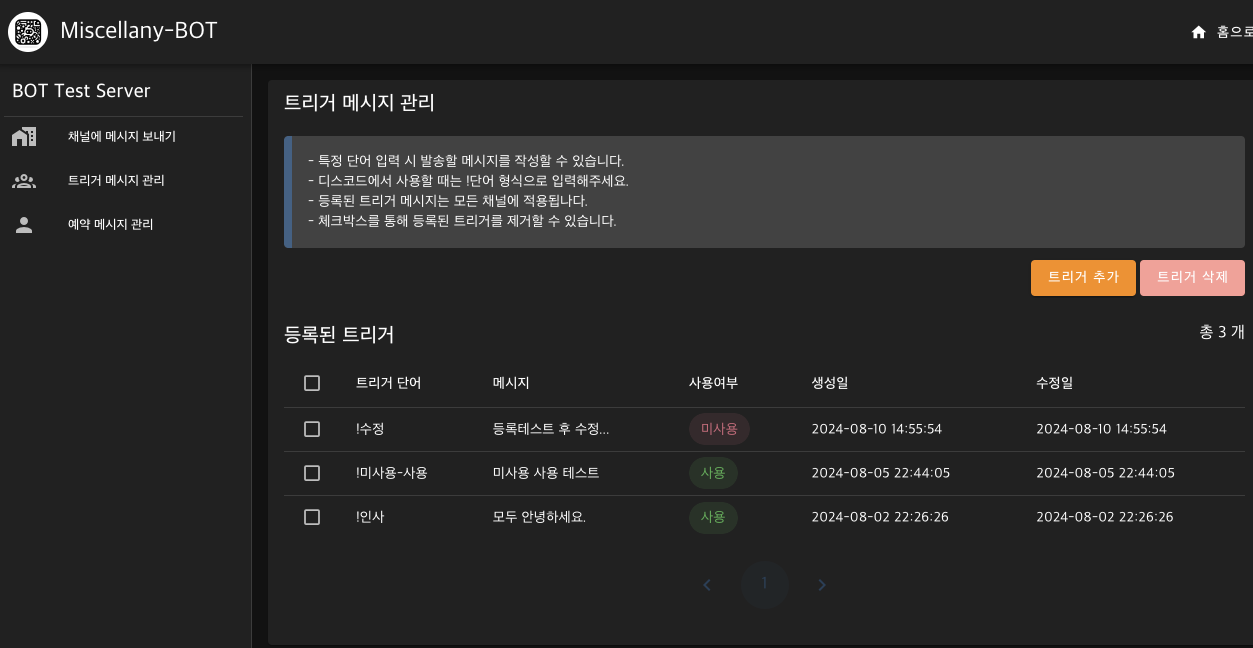 Miscellany-BOT
홈으로
BOT Test Server
채널에 메시지 보내기
트리거 메시지 관리
예약 메시지 관리
트리거 메시지 관리
- 특정 단어 입력 시 발송할 메시지를 작성할 수 있습니다.
- 디스코드에서 사용할 때는 !단어 형식으로 입력해주세요.
- 등록된 트리거 메시지는 모든 채널에 적용됩나다.
- 체크박스를 통해 등록된 트리거를 제거할 수 있습니다.
트리거 추가 트리거 삭제
등록된 트리거 총 3 개
트리거 단어 메시지 사용여부 생성일 수정일
!수정 등록테스트 후 수정... 미사용 2024-08-10 14:55:54 2024-08-10 14:55:54
!미사용-사용 미사용 사용 테스트 사용 2024-08-05 22:44:05 2024-08-05 22:44:05
!인사 모두 안녕하세요. 사용 2024-08-02 22:26:26 2024-08-02 22:26:26
1